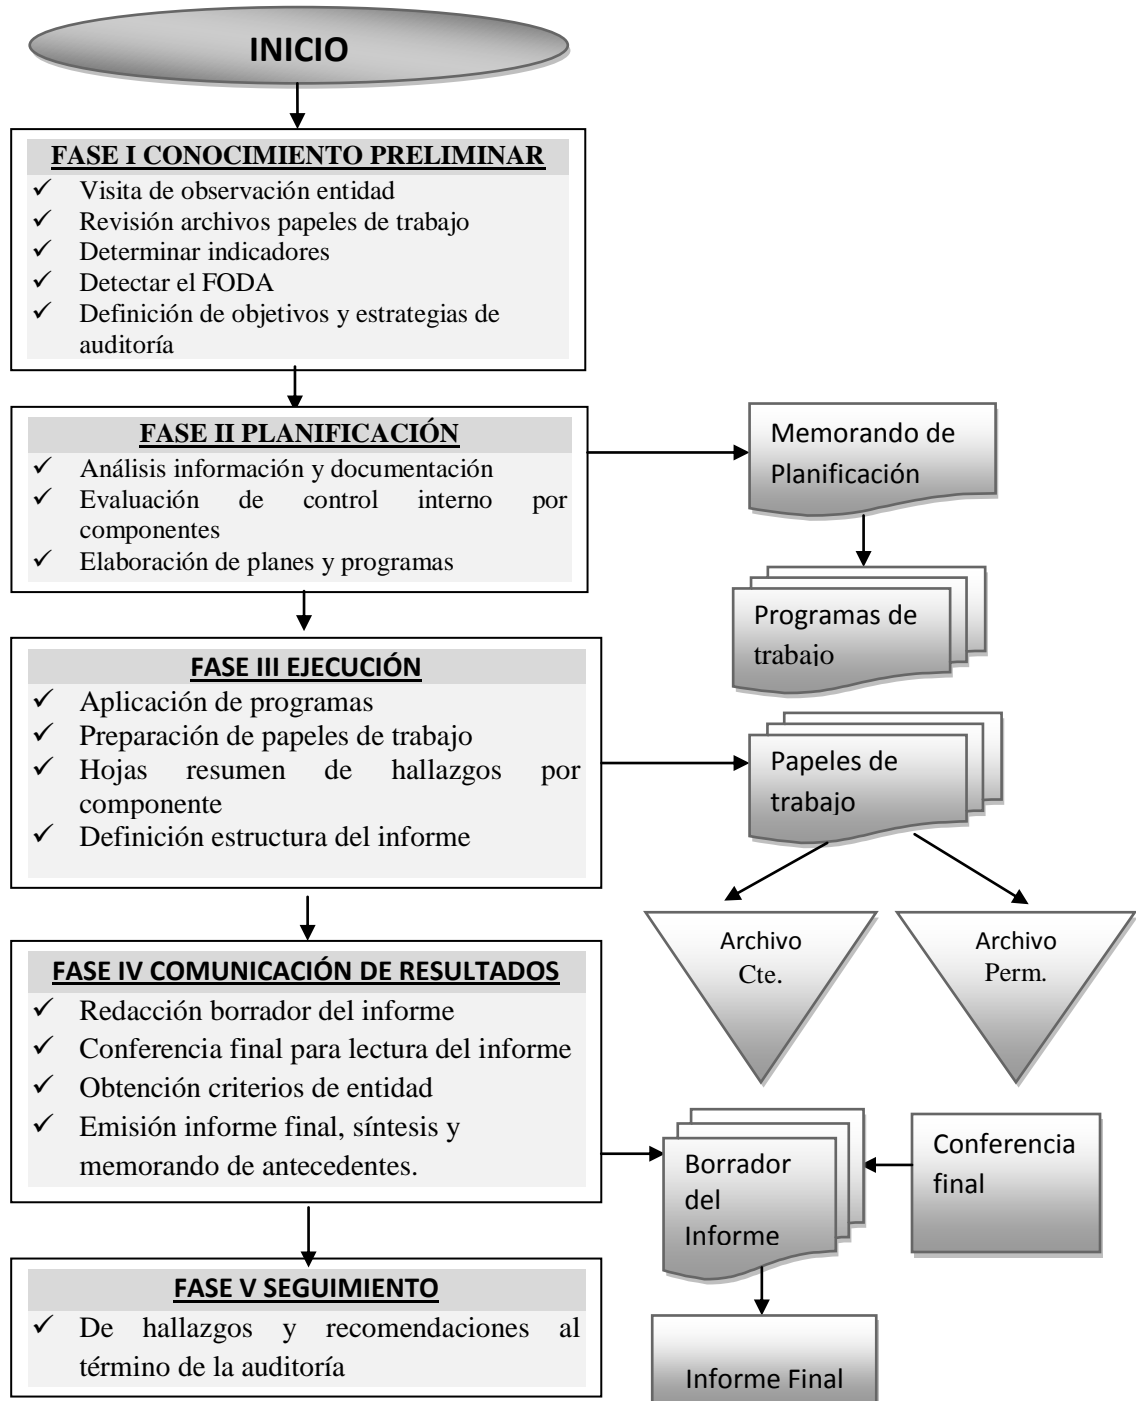 INICIO
FASE I CONOCIMIENTO PRELIMINAR
✓ Visita de observación entidad
✓ Revisión archivos papeles de trabajo
✓ Determinar indicadores
✓ Detectar el FODA
✓ Definición de objetivos y estrategias de
auditoría
FASE II PLANIFICACIÓN
✓ Análisis información y documentación
✓ Evaluación de control interno por
componentes
✓ Elaboración de planes y programas
Memorando de
Planificación
Programas de
trabajo
FASE III EJECUCIÓN
✓ Aplicación de programas
✓ Preparación de papeles de trabajo
✓ Hojas resumen de hallazgos por
componente
✓ Definición estructura del informe
Papeles de
trabajo
Archivo
Cte.
Archivo
Perm.
FASE IV COMUNICACIÓN DE RESULTADOS
✓ Redacción borrador del informe
✓ Conferencia final para lectura del informe
✓ Obtención criterios de entidad
✓ Emisión informe final, síntesis y
memorando de antecedentes.
Borrador
del
Informe
Conferencia
final
FASE V SEGUIMIENTO
✓ De hallazgos y recomendaciones al
término de la auditoría
Informe Final